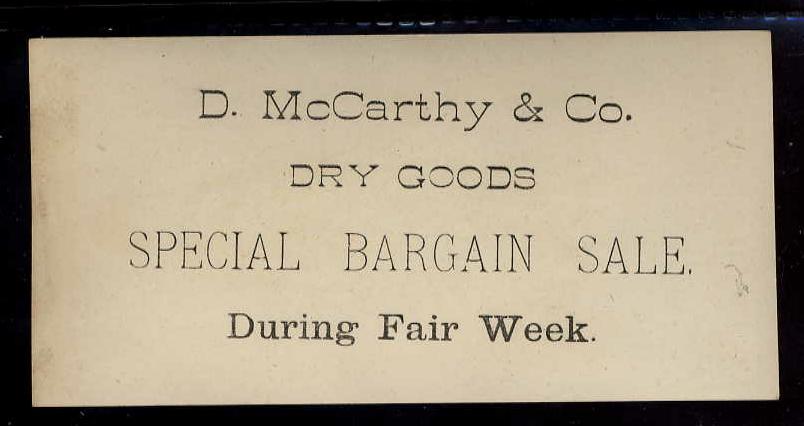 D. McCarthy & Co.
DRY GOODS
SPECIAL BARGAIN SALE.
During Fair Week.